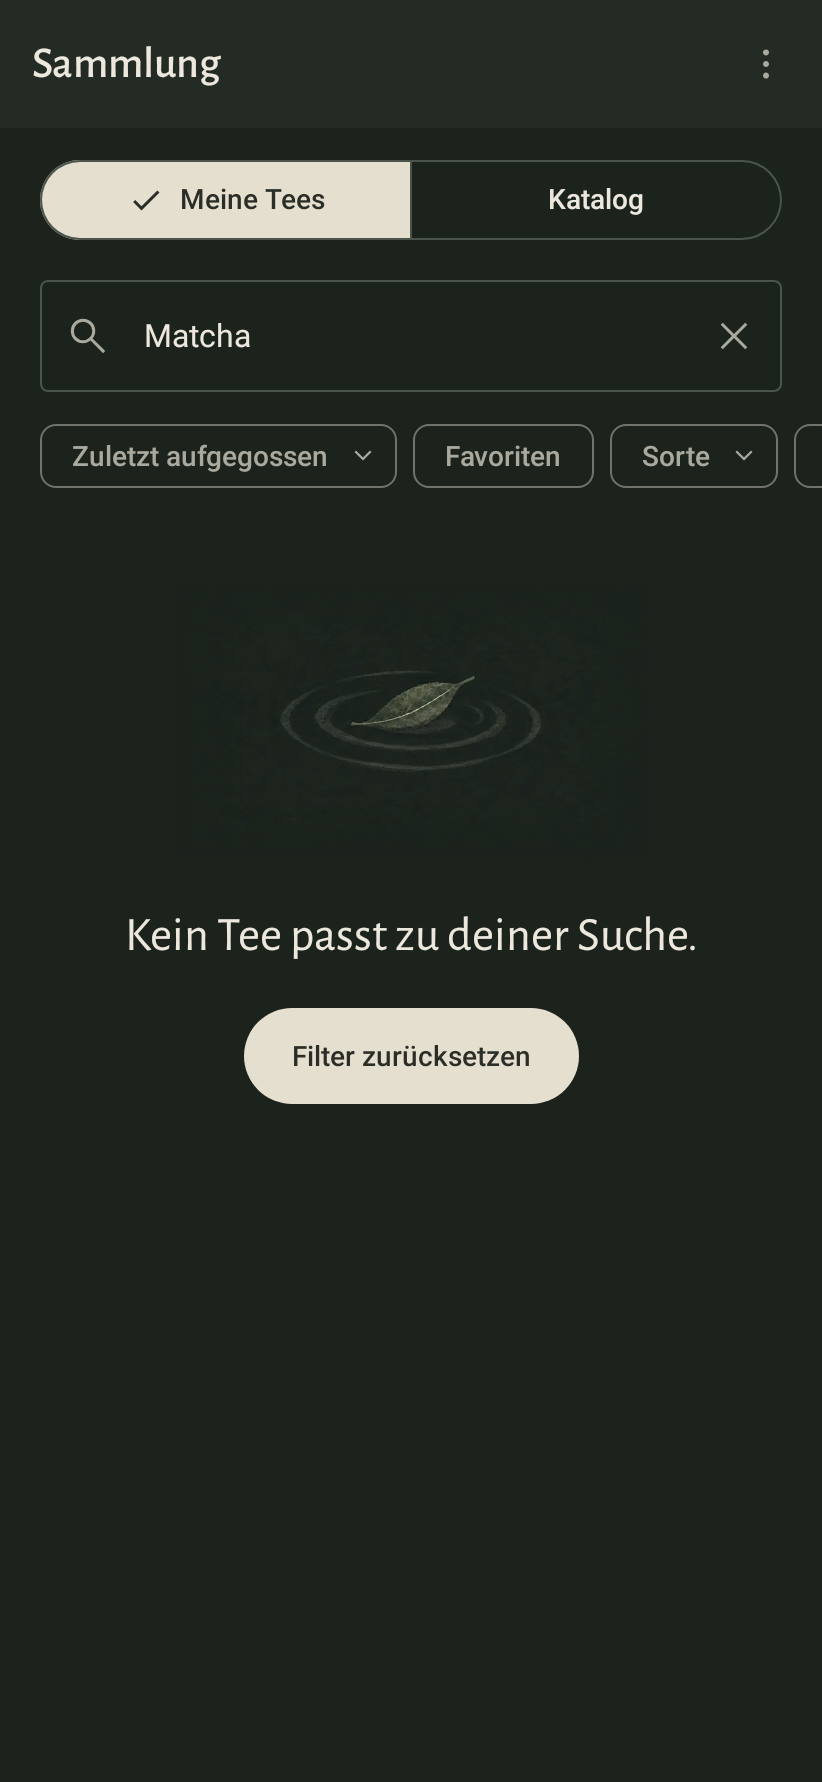 Sammlung
Meine Tees
Katalog
Matcha
Zuletzt aufgegossen
Favoriten
Sorte
Kein Tee passt zu deiner Suche.
Filter zurücksetzen